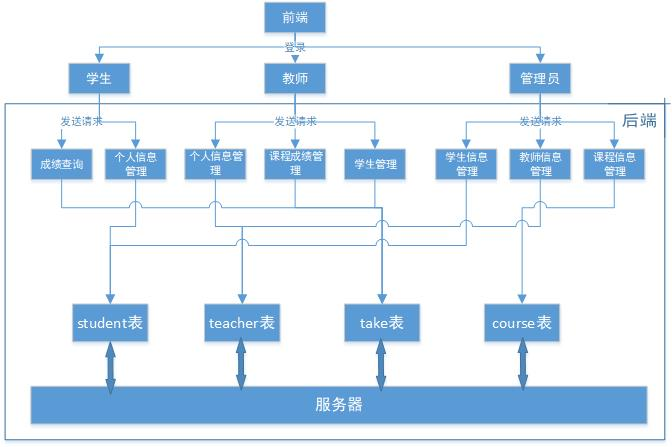 前端
登录
学生
教师
管理员
后端
发送请求
发送请求
发送请求
成绩查询
个人信息
管理
个人信息管
理
课程成绩管
理
学生管理
学生信息
管理
教师信息
管理
课程信息
管理
student表
teacher表
take表
course表
服务器